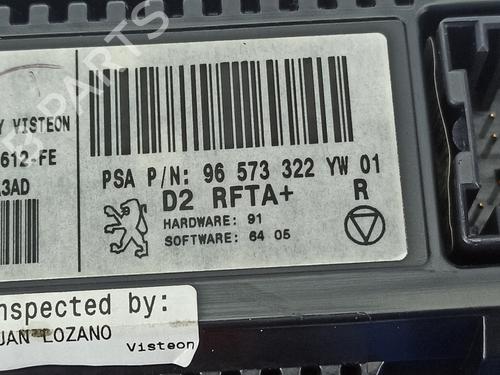 Y VISTEON
612-FE
3AD
PSA P/N: 96 573 322 YW 01
D2 RFTA+ R
HARDWARE: 91
SOFTWARE: 64 05
nspected by:
JAN LOZANO
Visteon
PARTS